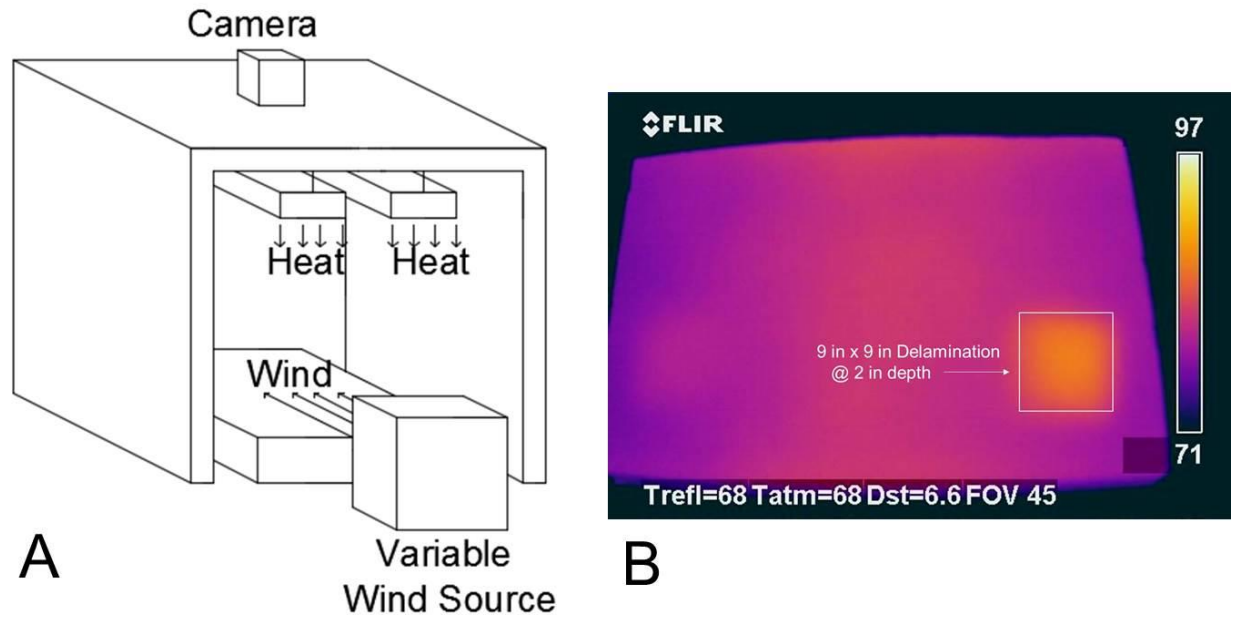 Camera
Heat
Heat
Wind
Variable
Wind Source
A
FLIR
97
9 in x 9 in Delamination
@ 2 in depth
71
Trefl=68 Tatm=68 Dst=6.6 FOV 45
B